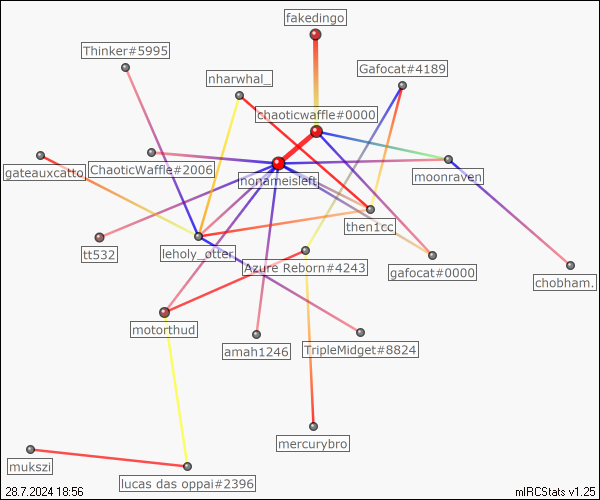 fakedingo
Thinker#5995
Gafocat#4189
nharwhal_
chaoticwaffle#0000
gateauxcatto
ChaoticWaffle#2006
moonraven
nonameisleft
then1cc
tt532
leholy_otter
Azure Reborn#4243
gafocat#0000
chobham.
motorthud
amah1246
TripleMidget#8824
mercurybro
mukszi
lucas das oppai#2396
28.7.2024 18:56
mIRCStats v1.25